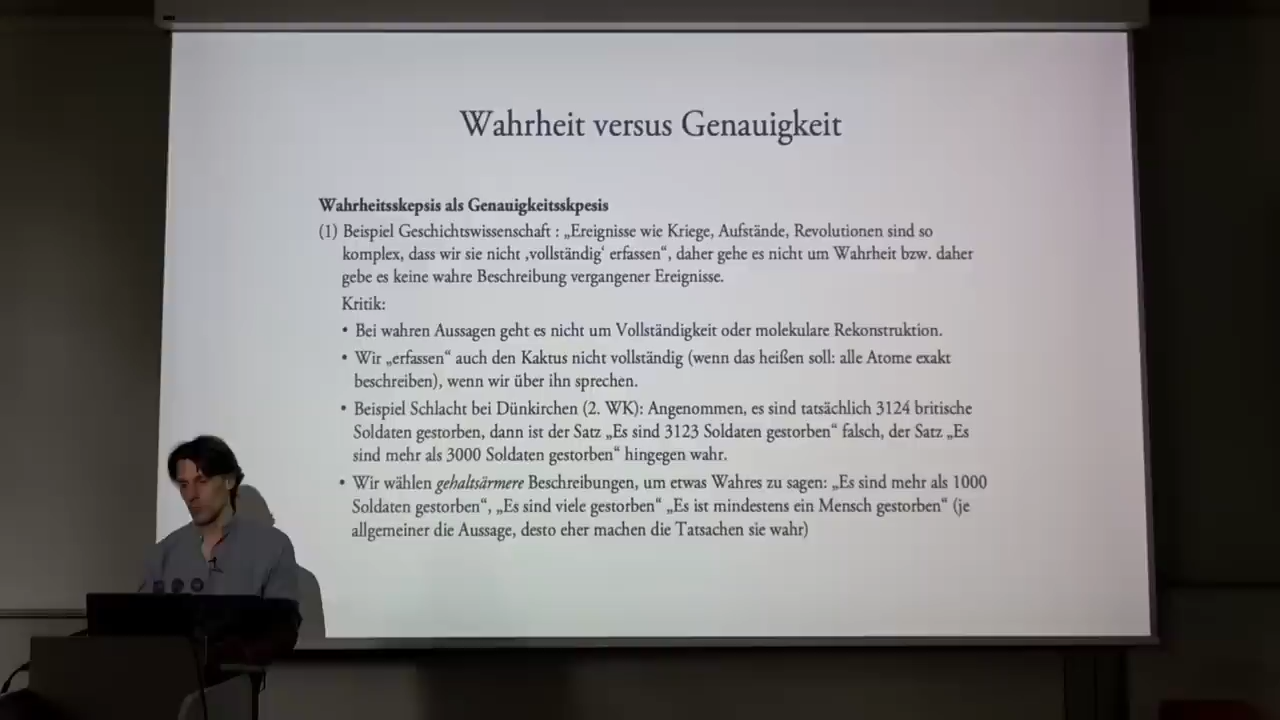 Wahrheit versus Genauigkeit
Wahrheitsskepsis als Genauigkeitsskpesis
(1) Beispiel Geschichtswissenschaft : „Ereignisse wie Kriege, Aufstände, Revolutionen sind so
komplex, dass wir sie nicht ‚vollständig‘ erfassen“, daher gehe es nicht um Wahrheit bzw. daher
gebe es keine wahre Beschreibung vergangener Ereignisse.
Kritik:
• Bei wahren Aussagen geht es nicht um Vollständigkeit oder molekulare Rekonstruktion.
• Wir „erfassen“ auch den Kaktus nicht vollständig (wenn das heißen soll: alle Atome exakt
beschreiben), wenn wir über ihn sprechen.
• Beispiel Schlacht bei Dünkirchen (2. WK): Angenommen, es sind tatsächlich 3124 britische
Soldaten gestorben, dann ist der Satz „Es sind 3123 Soldaten gestorben“ falsch, der Satz „Es
sind mehr als 3000 Soldaten gestorben“ hingegen wahr.
• Wir wählen gehaltsärmere Beschreibungen, um etwas Wahres zu sagen: „Es sind mehr als 1000
Soldaten gestorben“, „Es sind viele gestorben“ „Es ist mindestens ein Mensch gestorben“ (je
allgemeiner die Aussage, desto eher machen die Tatsachen sie wahr)